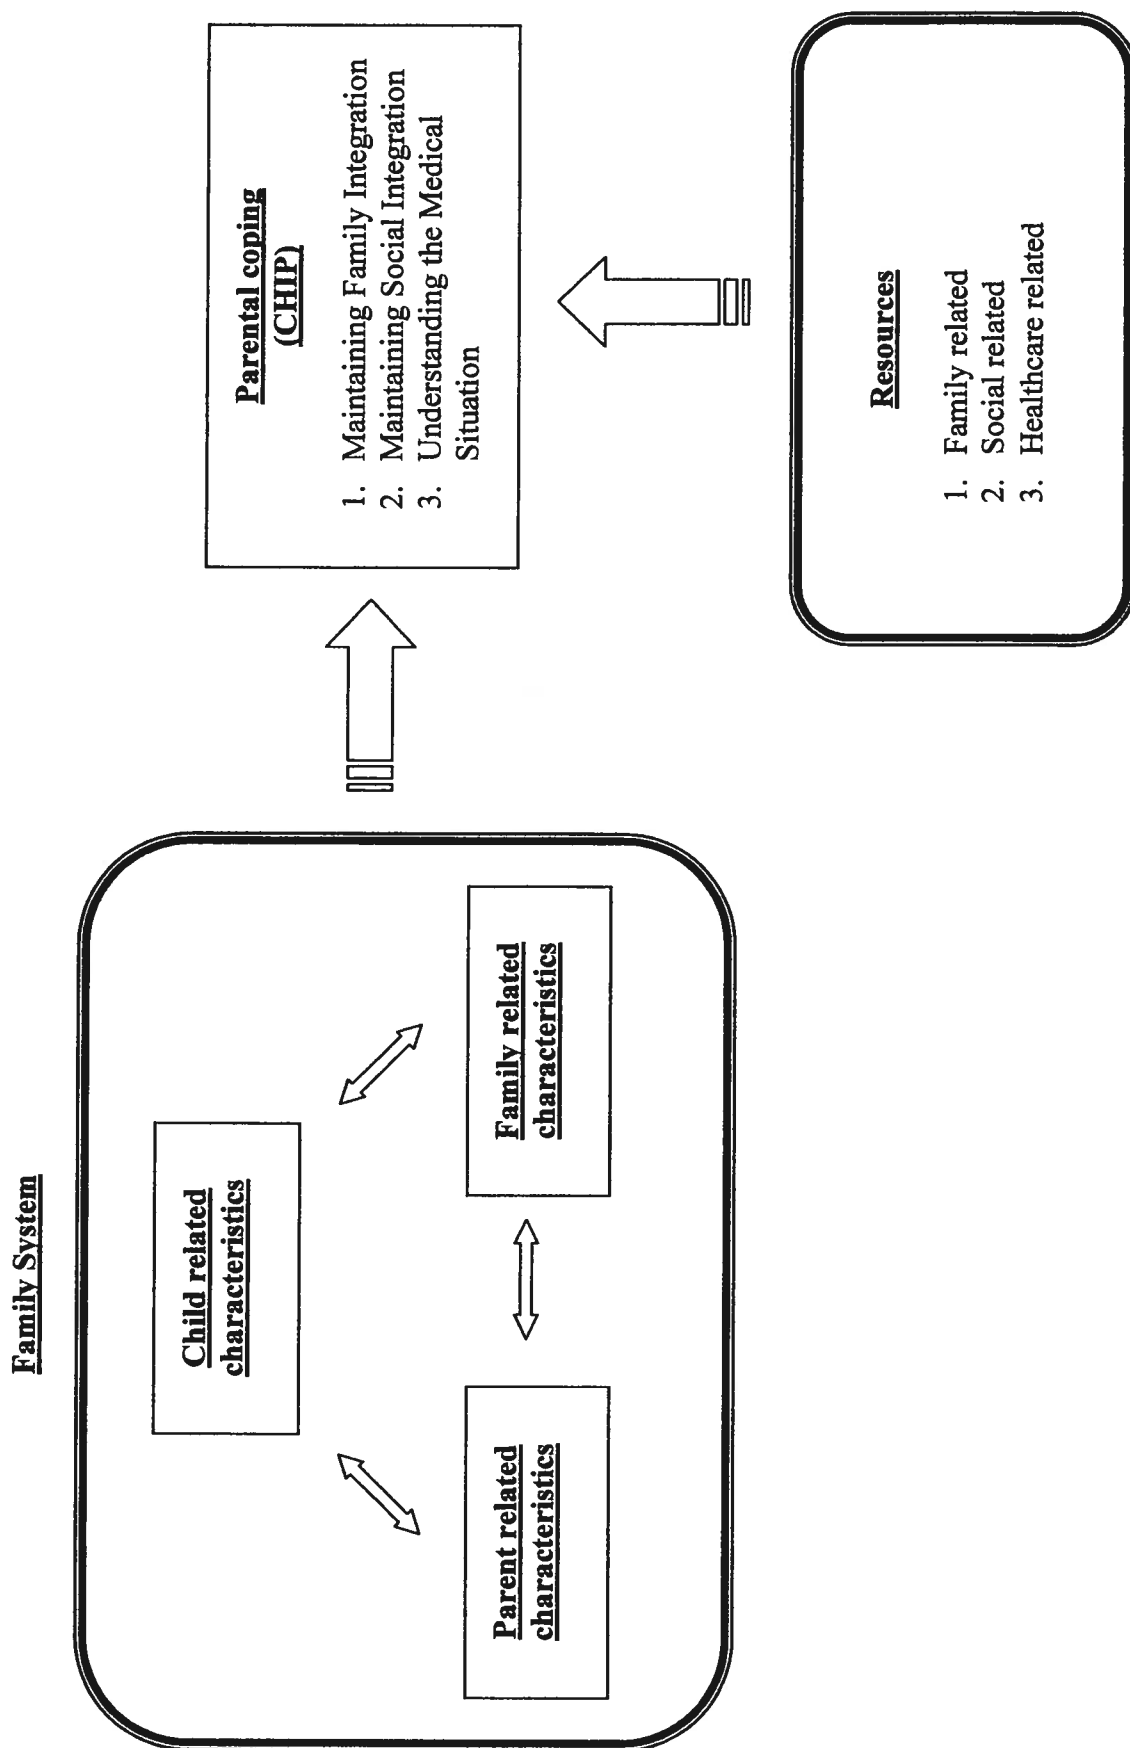 Family System
Child related
characteristics
Parent related
characteristics
Family related
characteristics
Parental coping
(CHIP)
1. Maintaining Family Integration
2. Maintaining Social Integration
3. Understanding the Medical
Situation
Resources
1. Family related
2. Social related
3. Healthcare related